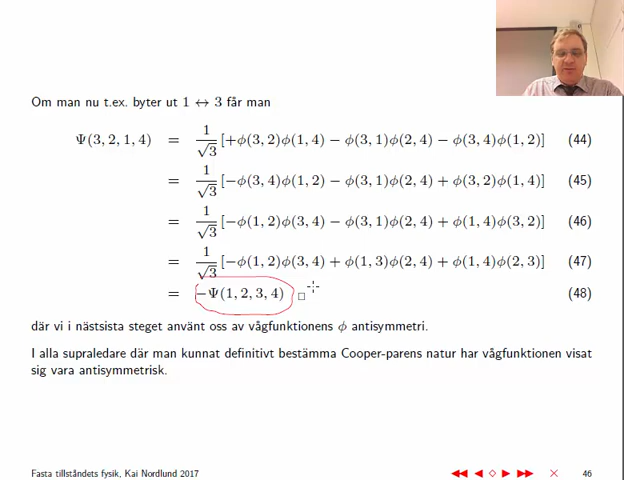 Om man nu t.ex. byter ut 1 ↔ 3 får man
Ψ(3, 2, 1, 4) = 1/√3 [+ϕ(3, 2)ϕ(1, 4) − ϕ(3, 1)ϕ(2, 4) − ϕ(3, 4)ϕ(1, 2)] (44)
= 1/√3 [−ϕ(3, 4)ϕ(1, 2) − ϕ(3, 1)ϕ(2, 4) + ϕ(3, 2)ϕ(1, 4)] (45)
= 1/√3 [−ϕ(1, 2)ϕ(3, 4) − ϕ(3, 1)ϕ(2, 4) + ϕ(1, 4)ϕ(3, 2)] (46)
= 1/√3 [−ϕ(1, 2)ϕ(3, 4) + ϕ(1, 3)ϕ(2, 4) + ϕ(1, 4)ϕ(2, 3)] (47)
= −Ψ(1, 2, 3, 4) □ (48)
där vi i nästsista steget använt oss av vågfunktionens ϕ antisymmetri.
I alla supraledare där man kunnat definitivt bestämma Cooper-parens natur har vågfunktionen visat
sig vara antisymmetrisk.
Fasta tillståndets fysik, Kai Nordlund 2017 46